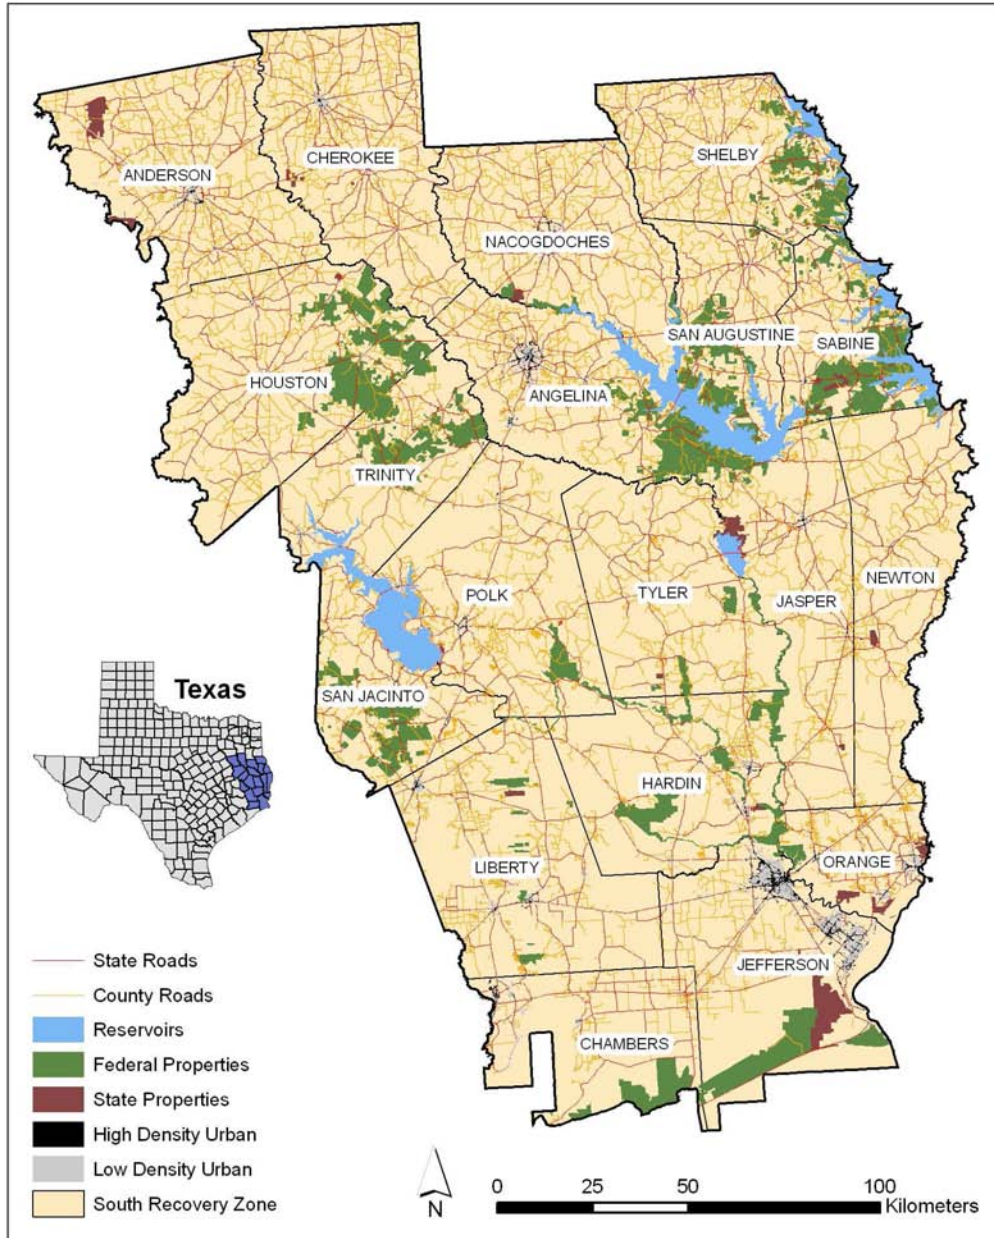 ANDERSON
CHEROKEE
SHELBY
NACOGDOCHES
SAN AUGUSTINE
SABINE
HOUSTON
ANGELINA
TRINITY
POLK
TYLER
JASPER
NEWTON
SAN JACINTO
HARDIN
LIBERTY
ORANGE
JEFFERSON
CHAMBERS
Texas
State Roads
County Roads
Reservoirs
Federal Properties
State Properties
High Density Urban
Low Density Urban
South Recovery Zone
N
0 25 50 100
Kilometers